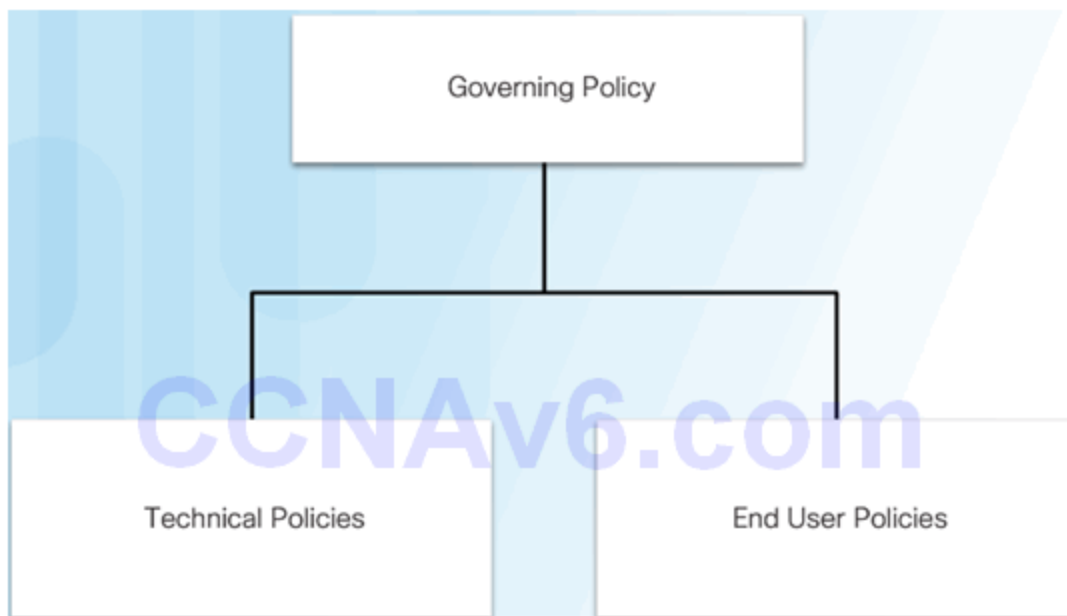 Governing Policy
CCNAv6.com
Technical Policies
End User Policies